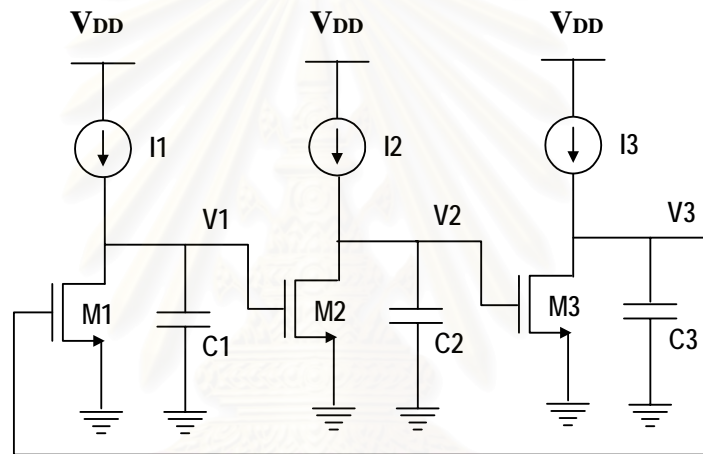 VDD VDD VDD
I1 I2 I3
V1 V2 V3
M1 M2 M3
C1 C2 C3